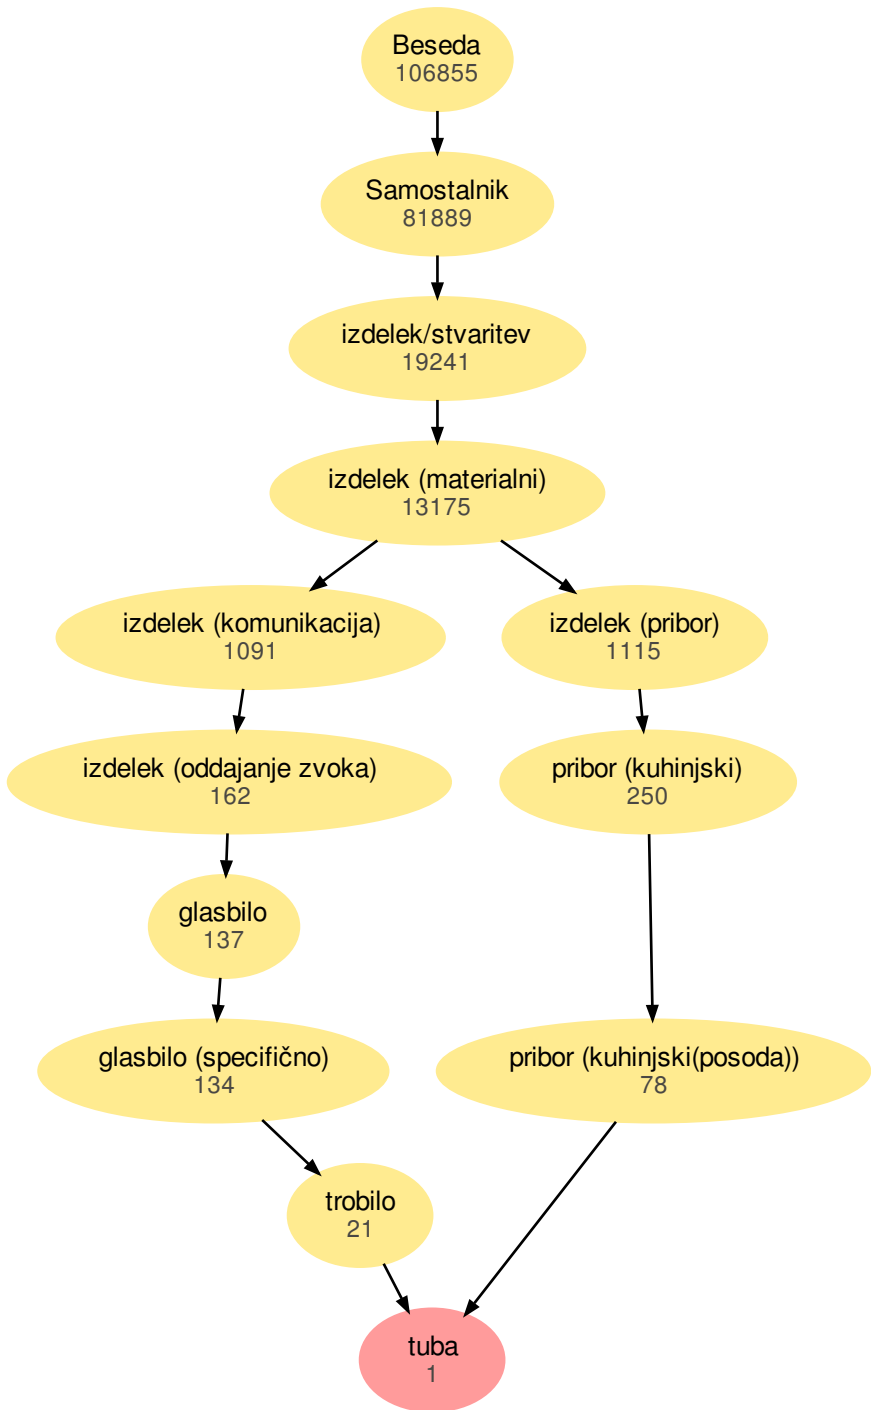 Beseda
106855
Samostalnik
81889
izdelek/stvaritev
19241
izdelek (materialni)
13175
izdelek (komunikacija)
1091
izdelek (pribor)
1115
izdelek (oddajanje zvoka)
162
pribor (kuhinjski)
250
glasbilo
137
glasbilo (specifično)
134
pribor (kuhinjski(posoda))
78
trobilo
21
tuba
1